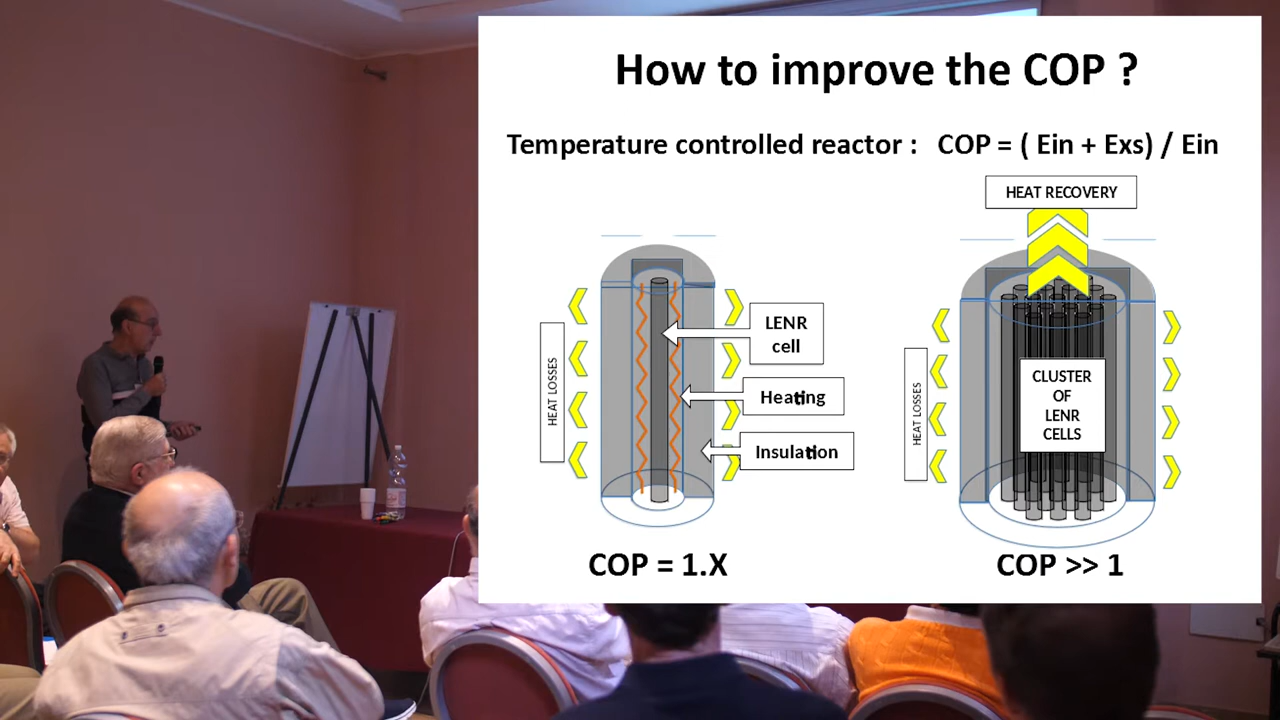 How to improve the COP ?
Temperature controlled reactor : COP = ( Ein + Exs) / Ein
HEAT RECOVERY
HEAT LOSSES
LENR
cell
Heating
Insulation
HEAT LOSSES
CLUSTER
OF
LENR
CELLS
COP = 1.X
COP >> 1